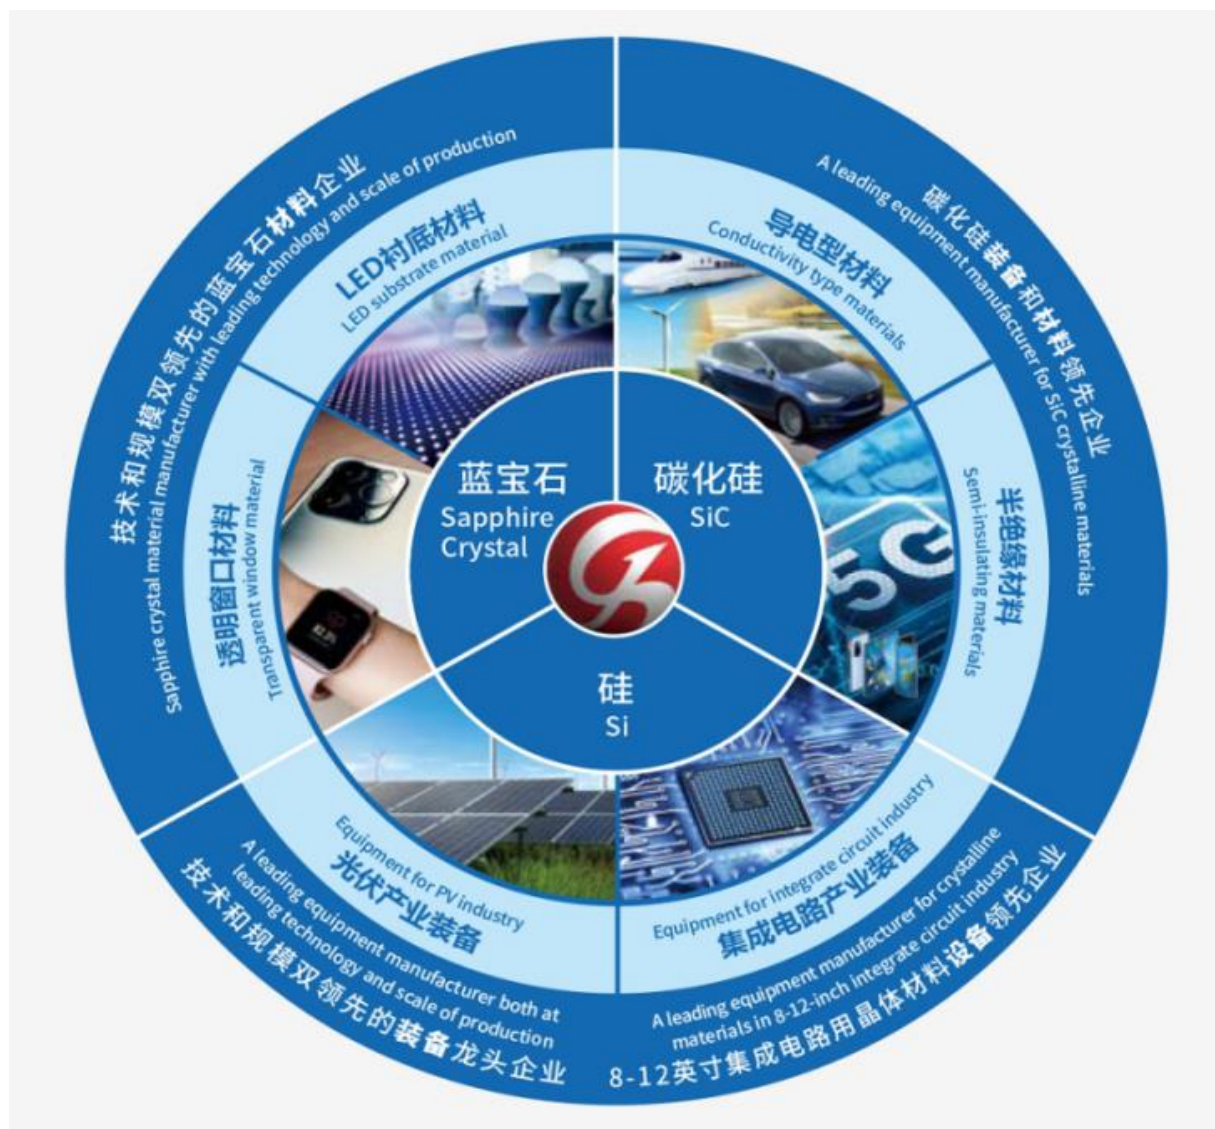 技术和规模双领先的蓝宝石材料企业
Sapphire crystal material manufacturer with leading technology and scale of production
LED衬底材料
LED substrate material
透明窗口材料
Transparent window material
蓝宝石
Sapphire
Crystal
碳化硅装备和材料领先企业
A leading equipment manufacturer for SiC crystalline materials
导电型材料
Conductivity type materials
半绝缘材料
Semi-insulating materials
碳化硅
SiC
5G
硅
Si
Equipment for PV industry
光伏产业装备
A leading equipment manufacturer both at
leading technology and scale of production
技术和规模双领先的装备龙头企业
Equipment for integrate circuit industry
集成电路产业装备
A leading equipment manufacturer for crystalline
materials in 8-12-inch integrate circuit industry
8-12英寸集成电路用晶体材料设备领先企业